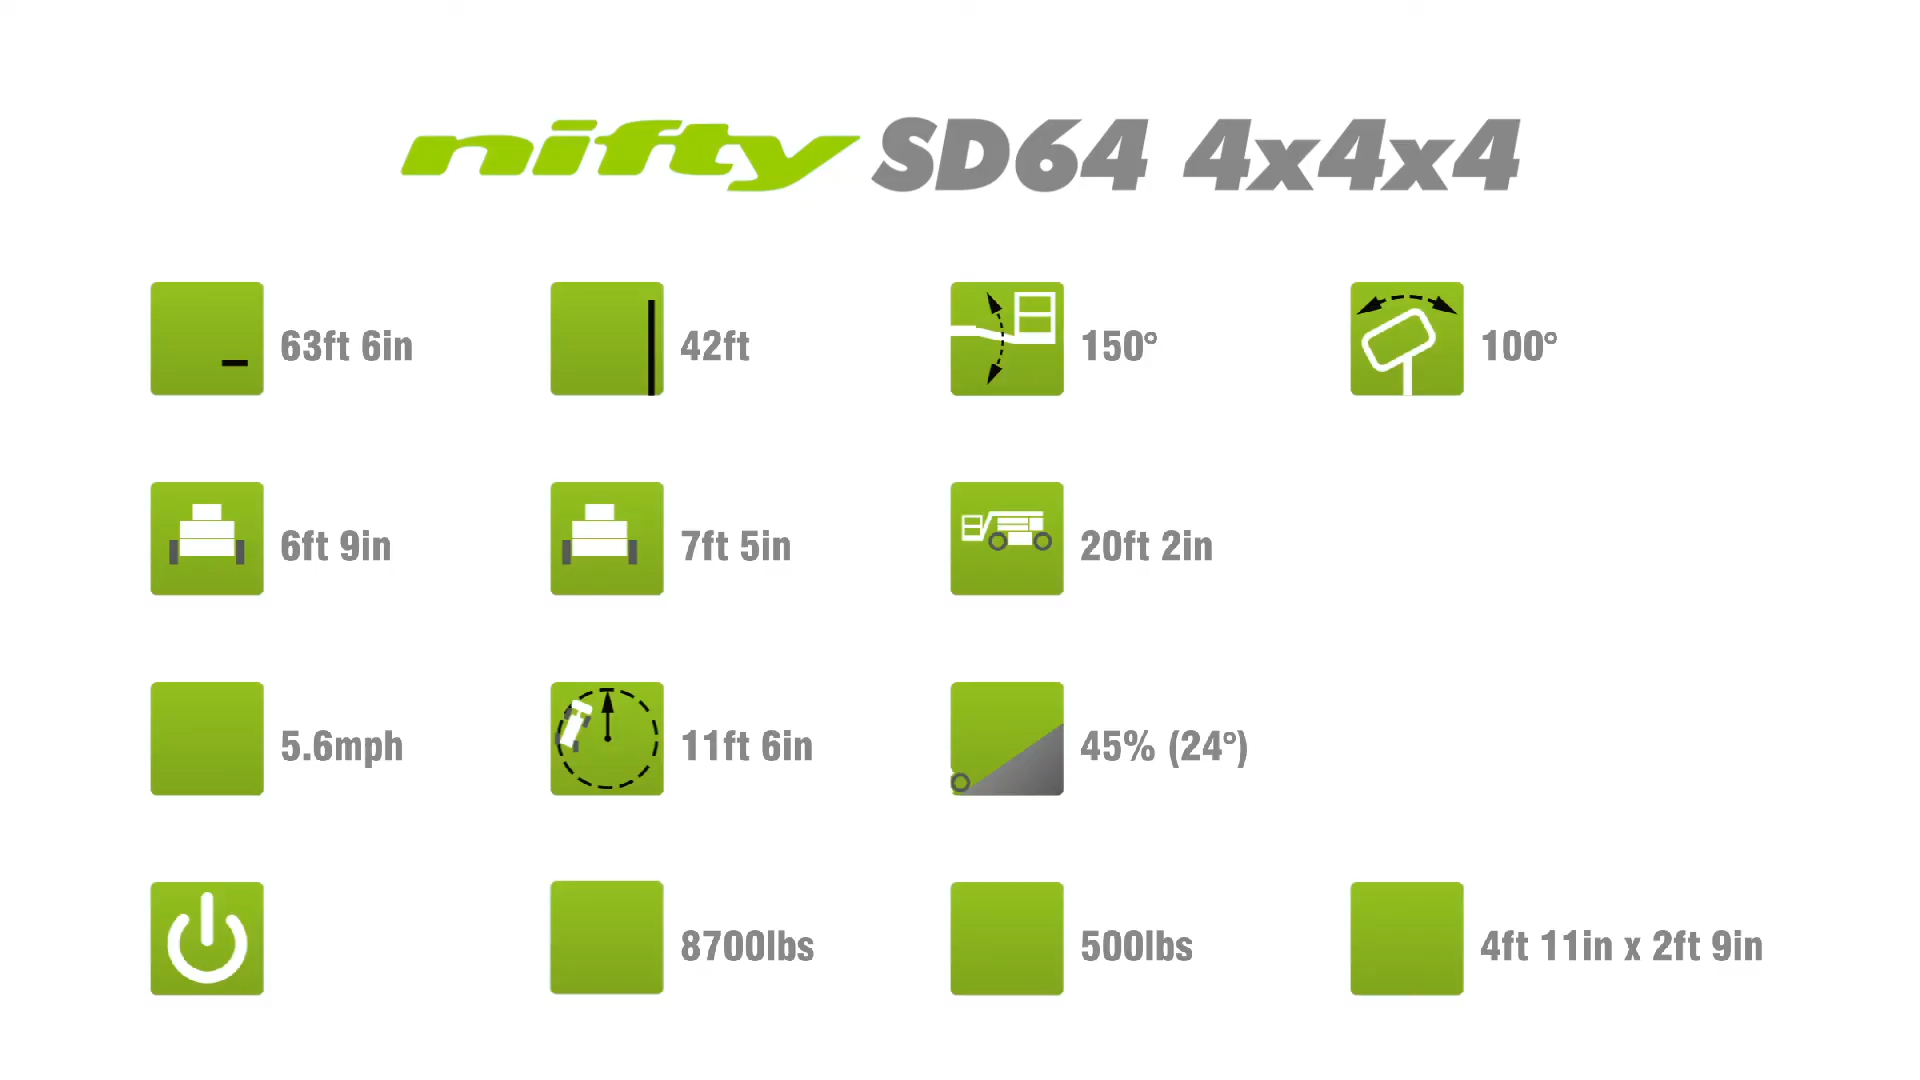 nifty SD64 4x4x4
63ft 6in 42ft 150° 100°
6ft 9in 7ft 5in 20ft 2in
5.6mph 11ft 6in 45% (24°)
8700lbs 500lbs 4ft 11in x 2ft 9in